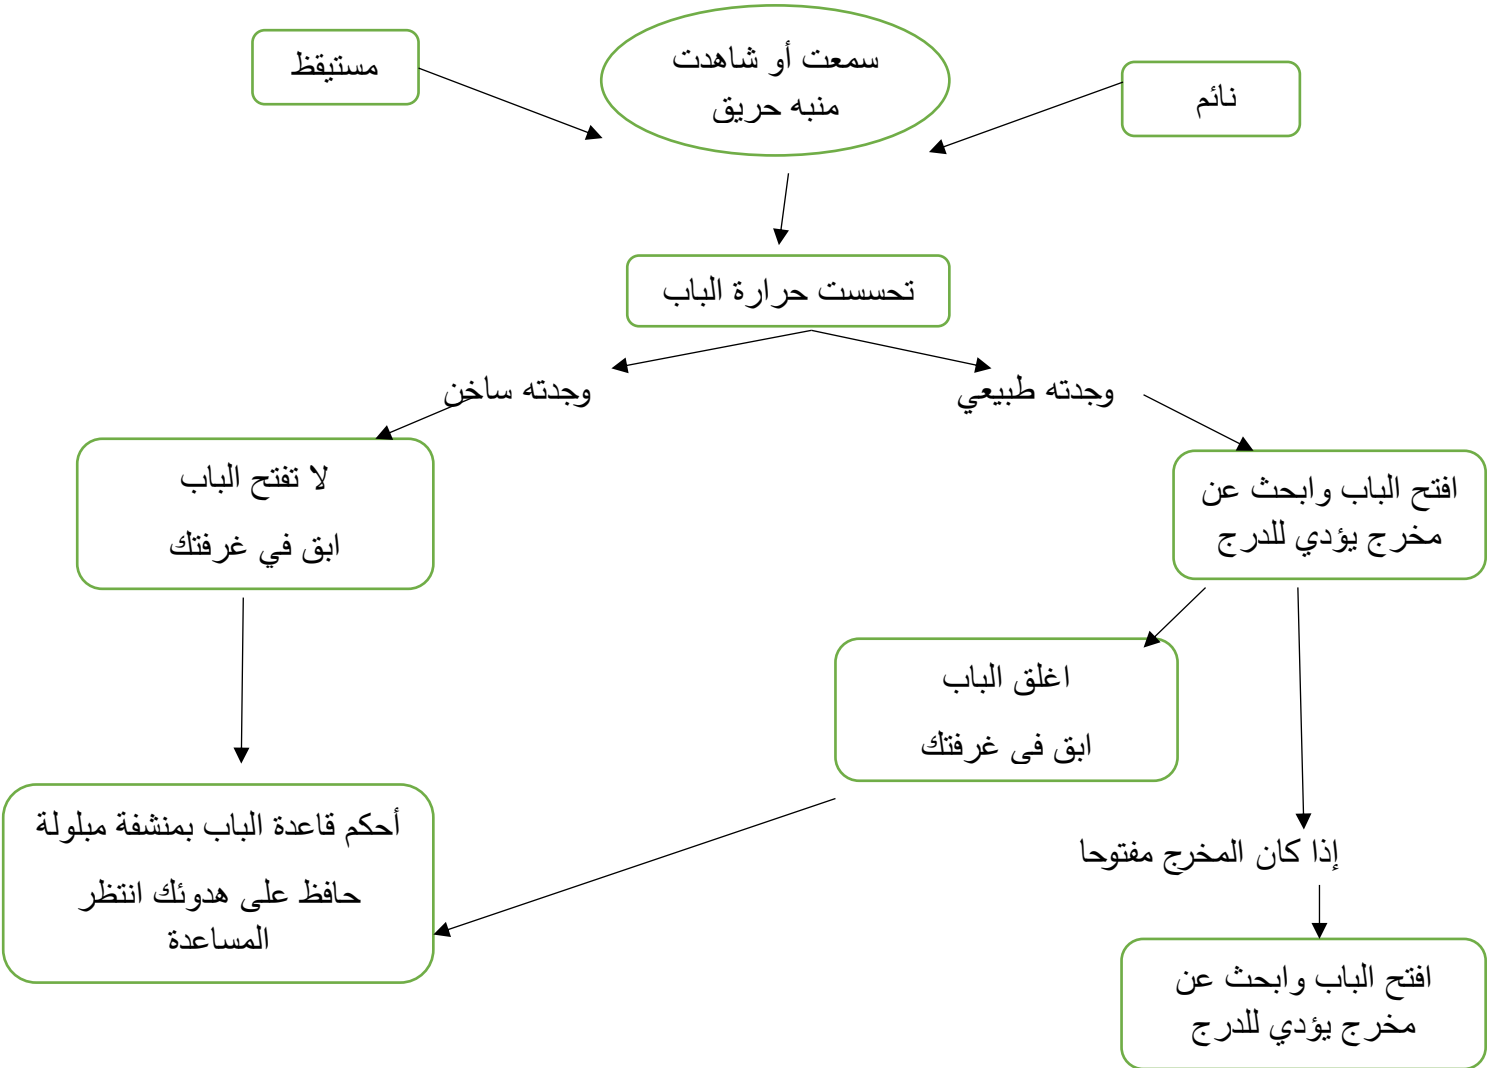 سمعت أو شاهدت
منبه حريق
نائم
مستيقظ
تحسست حرارة الباب
وجدته طبيعي
وجدته ساخن
افتح الباب وابحث عن
مخرج يؤدي للدرج
لا تفتح الباب
ابق في غرفتك
اغلق الباب
ابق في غرفتك
إذا كان المخرج مفتوحا
أحكم قاعدة الباب بمنشفة مبلولة
حافظ على هدوئك انتظر
المساعدة
افتح الباب وابحث عن
مخرج يؤدي للدرج